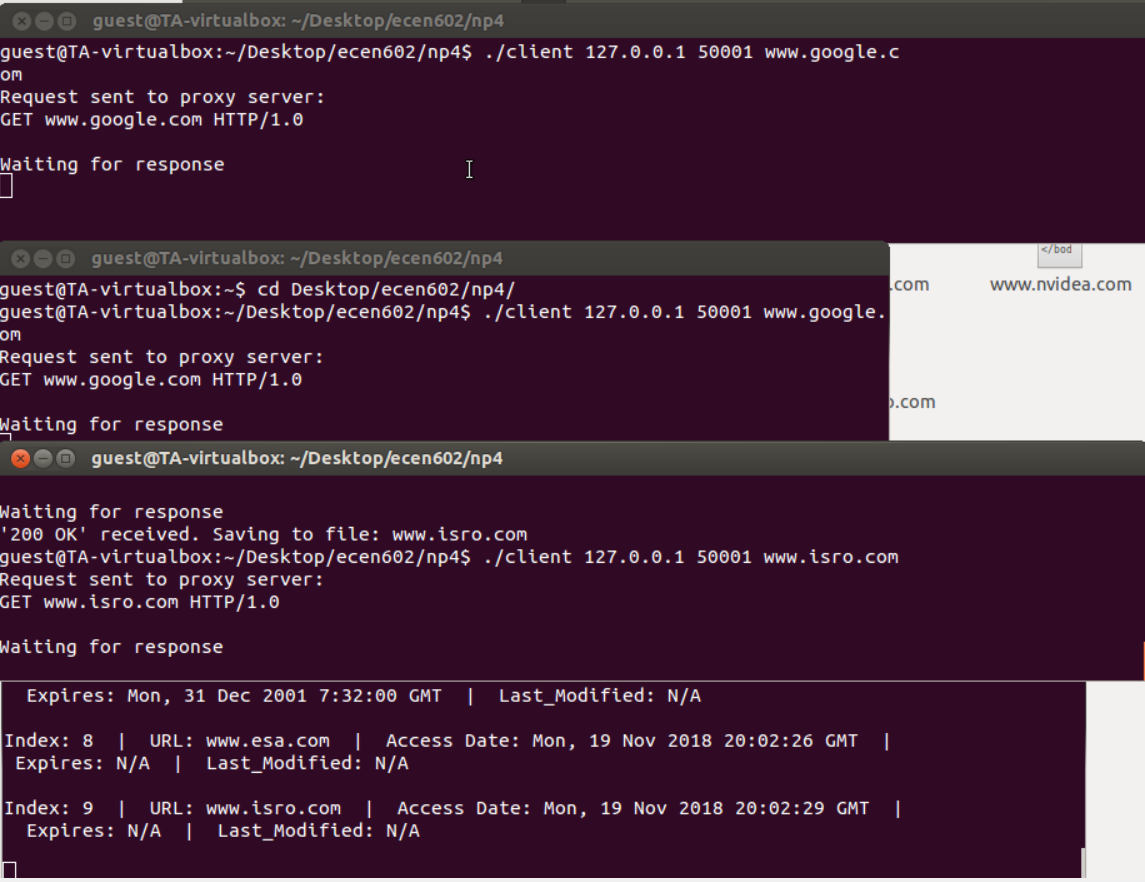 guest@TA-virtualbox: ~/Desktop/ecen602/np4
guest@TA-virtualbox:~/Desktop/ecen602/np4$ ./client 127.0.0.1 50001 www.google.c
om
Request sent to proxy server:
GET www.google.com HTTP/1.0
Waiting for response
guest@TA-virtualbox: ~/Desktop/ecen602/np4
guest@TA-virtualbox:~$ cd Desktop/ecen602/np4/
guest@TA-virtualbox:~/Desktop/ecen602/np4$ ./client 127.0.0.1 50001 www.google.
om
Request sent to proxy server:
GET www.google.com HTTP/1.0
Waiting for response
</bod
.com
www.nvidea.com
o.com
guest@TA-virtualbox: ~/Desktop/ecen602/np4
Waiting for response
'200 OK' received. Saving to file: www.isro.com
guest@TA-virtualbox:~/Desktop/ecen602/np4$ ./client 127.0.0.1 50001 www.isro.com
Request sent to proxy server:
GET www.isro.com HTTP/1.0
Waiting for response
Expires: Mon, 31 Dec 2001 7:32:00 GMT | Last_Modified: N/A
Index: 8 | URL: www.esa.com | Access Date: Mon, 19 Nov 2018 20:02:26 GMT |
Expires: N/A | Last_Modified: N/A
Index: 9 | URL: www.isro.com | Access Date: Mon, 19 Nov 2018 20:02:29 GMT |
Expires: N/A | Last_Modified: N/A